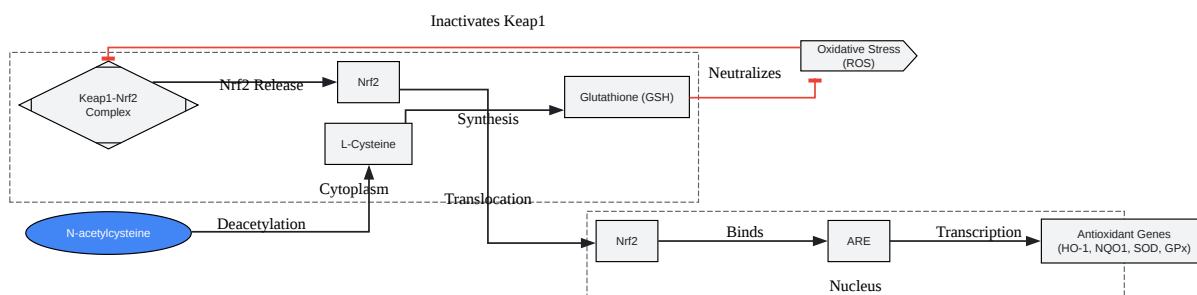 Inactivates Keap1
Oxidative Stress
(ROS)
Neutralizes
Keap1-Nrf2
Complex
Nrf2 Release
Nrf2
Glutathione (GSH)
Synthesis
L-Cysteine
Cytoplasm
Translocation
N-acetylcysteine
Deacetylation
Nrf2
Binds
ARE
Transcription
Antioxidant Genes
(HO-1, NQO1, SOD, GPx)
Nucleus